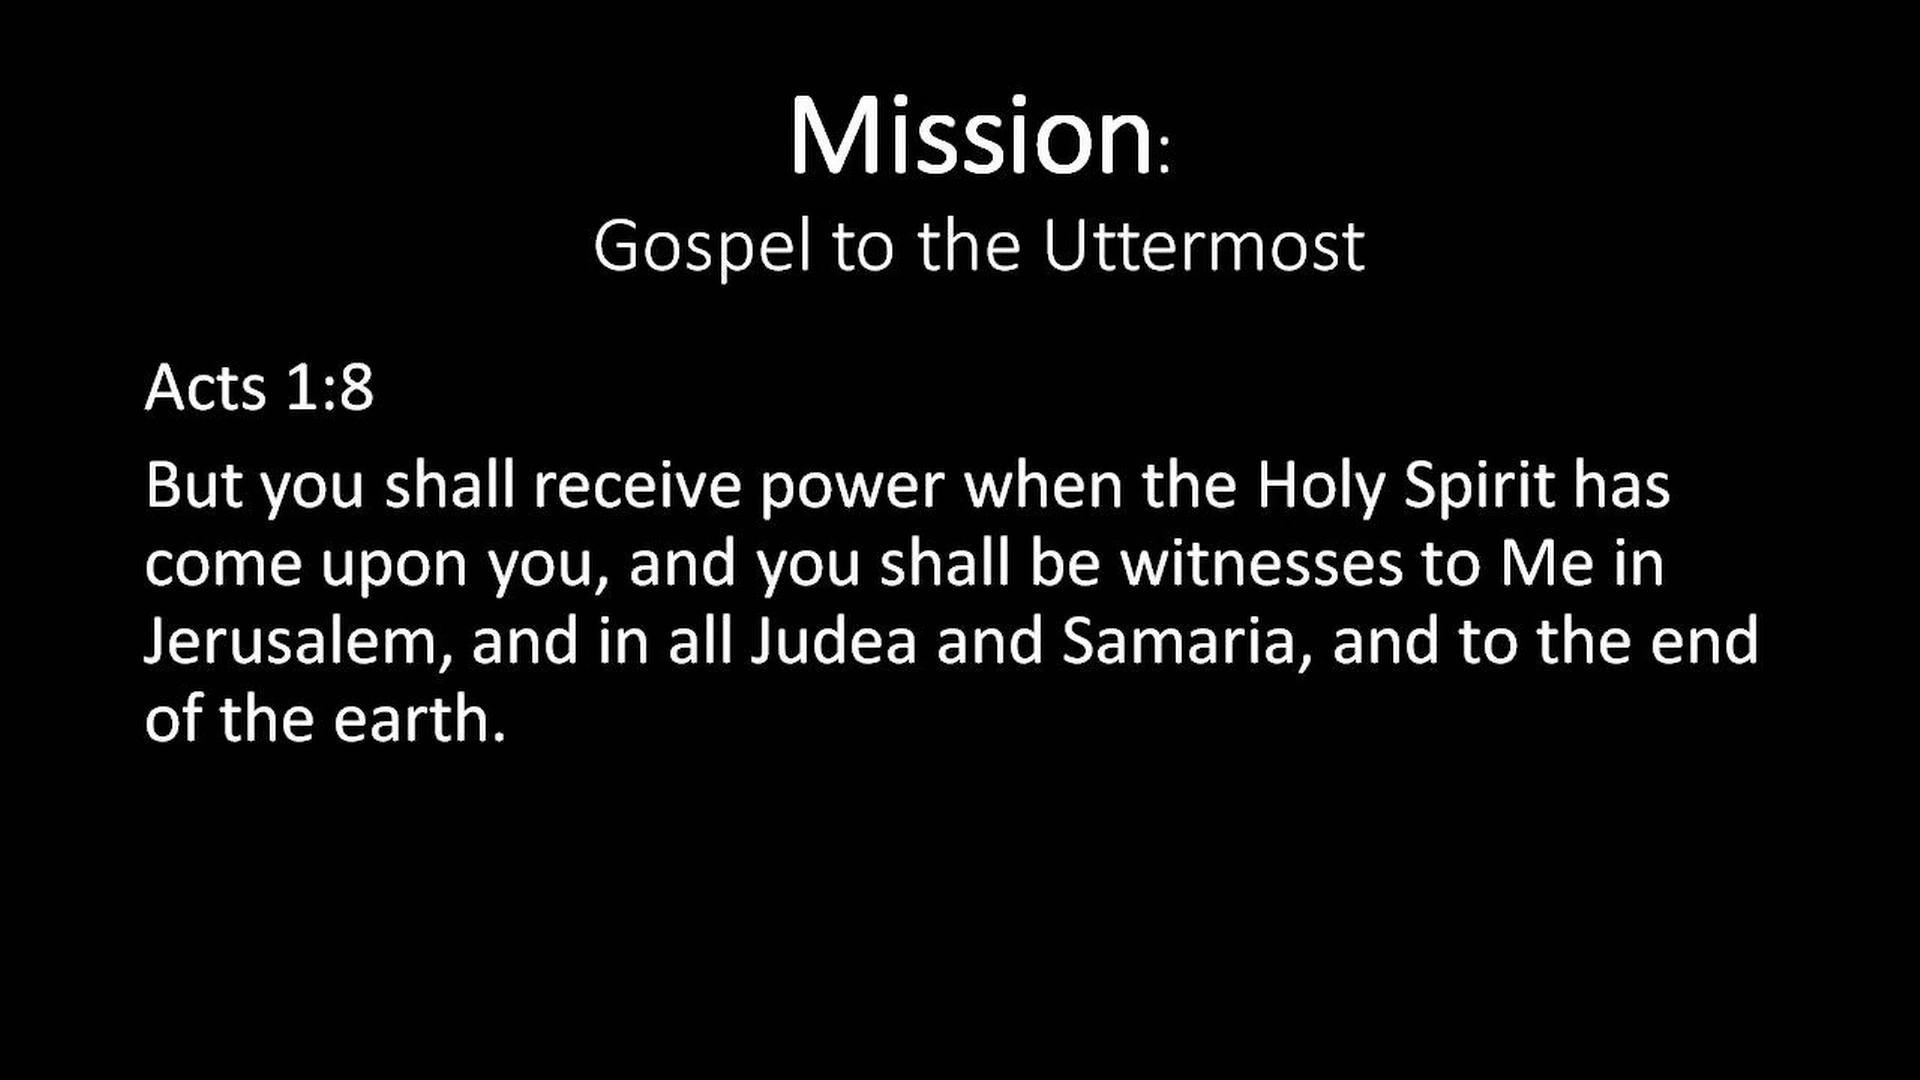 Mission:
Gospel to the Uttermost
Acts 1:8
But you shall receive power when the Holy Spirit has
come upon you, and you shall be witnesses to Me in
Jerusalem, and in all Judea and Samaria, and to the end
of the earth.